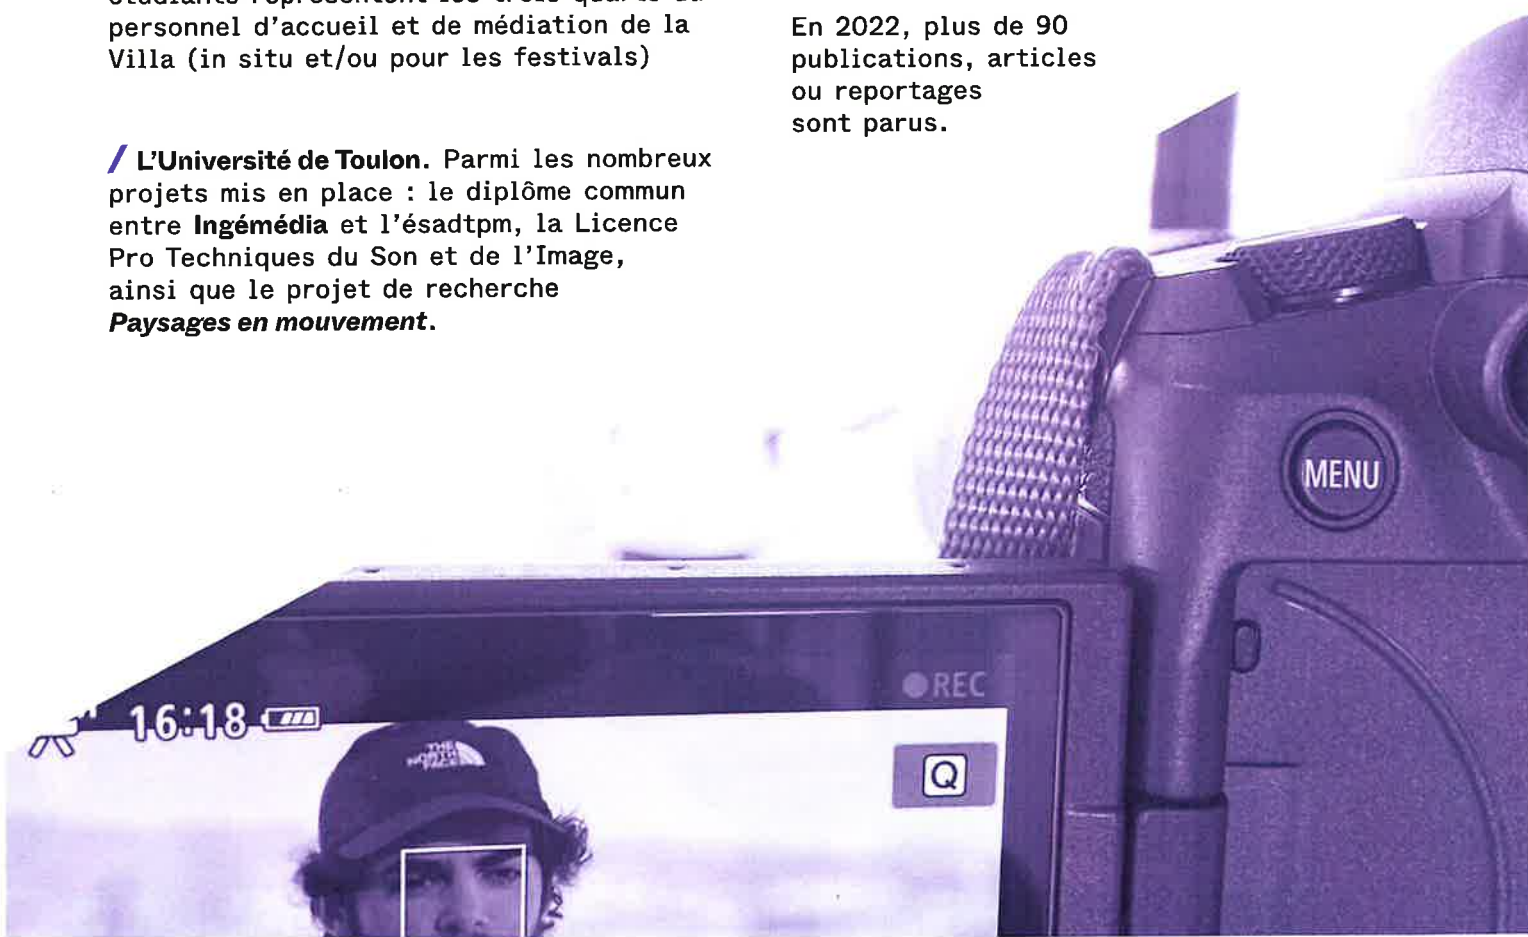 personnel d'accueil et de médiation de la
Villa (in situ et/ou pour les festivals)
/ L'Université de Toulon. Parmi les nombreux
projets mis en place : le diplôme commun
entre Ingémédia et l'ésadtpm, la Licence
Pro Techniques du Son et de l'Image,
ainsi que le projet de recherche
Paysages en mouvement.
En 2022, plus de 90
publications, articles
ou reportages
sont parus.
MENU
REC
16:18
Q
THE
NORTH
FACE